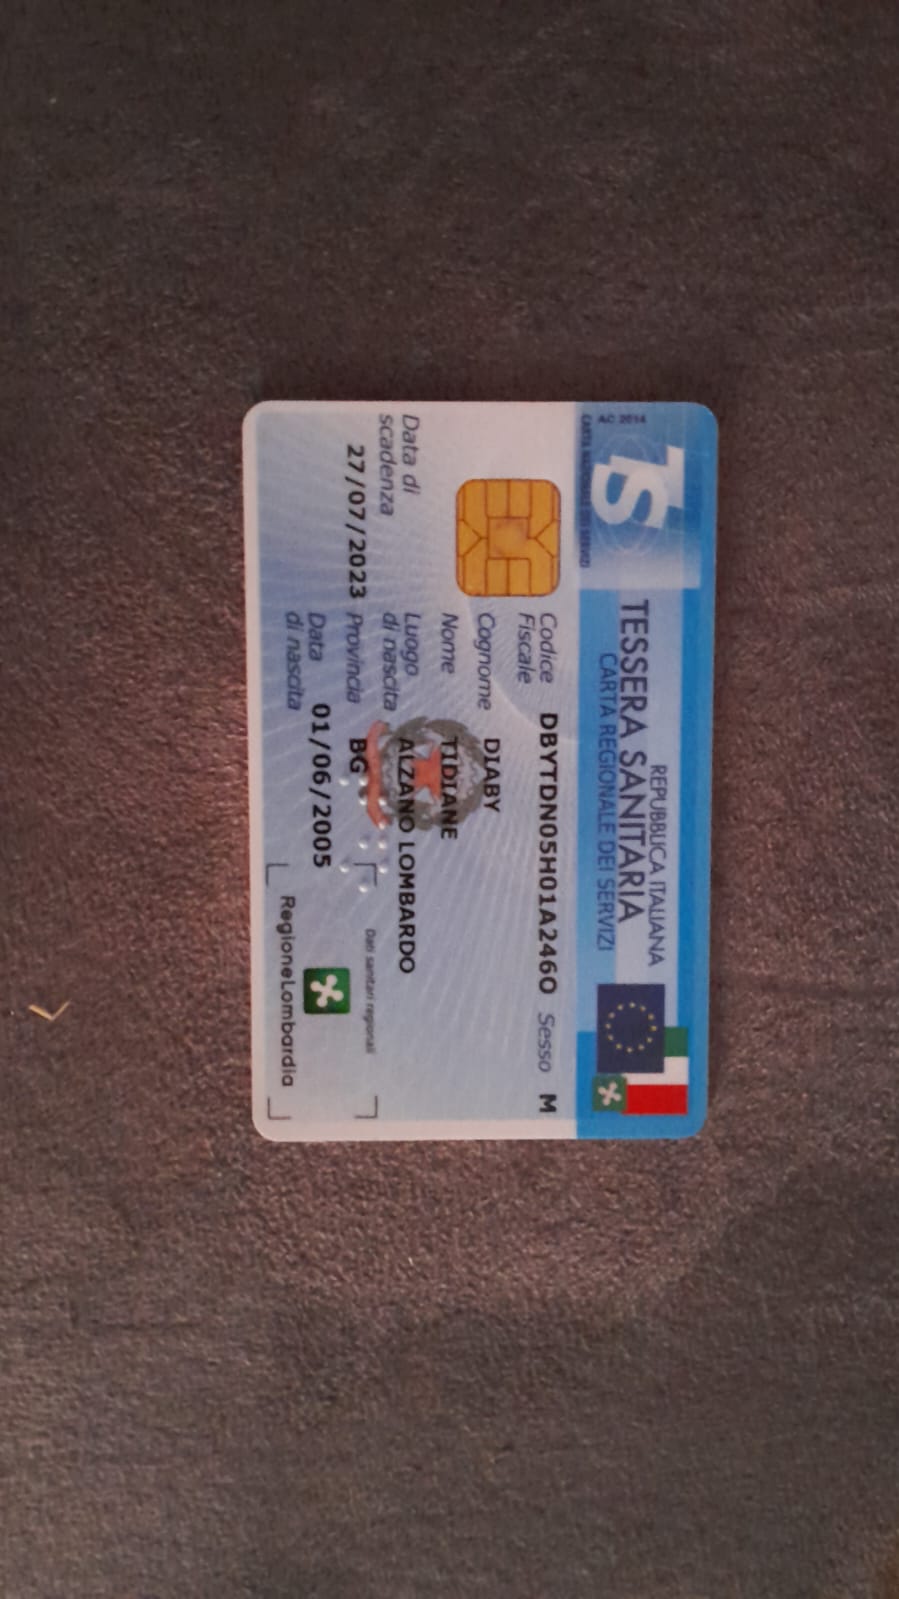 REPUBBLICA ITALIANA
TESSERA SANITARIA
CARTA REGIONALE DEI SERVIZI
AC 2014
TS
CARTA NAZIONALE DEI SERVIZI
Codice Fiscale DBYTDN05H01A246O Sesso M
Cognome DIABY
Nome TIDIANE
Luogo di nascita ALZANO LOMBARDO
Provincia BG
Data di nascita 01/06/2005
Data di scadenza 27/07/2023
Dati sanitari regionali
RegioneLombardia